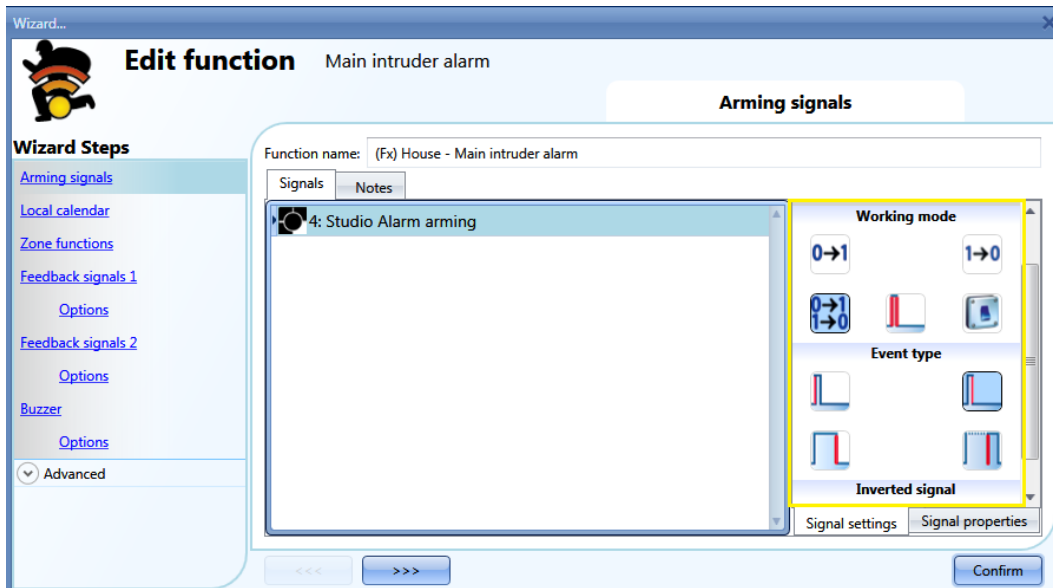 Wizard...
Edit function Main intruder alarm
Arming signals
Wizard Steps
Arming signals
Local calendar
Zone functions
Feedback signals 1
Options
Feedback signals 2
Options
Buzzer
Options
Advanced
Function name: (Fx) House - Main intruder alarm
Signals Notes
4: Studio Alarm arming
Working mode
0→1 1→0
0→1
1→0
Event type
Inverted signal
Signal settings Signal properties
<<< >>> Confirm